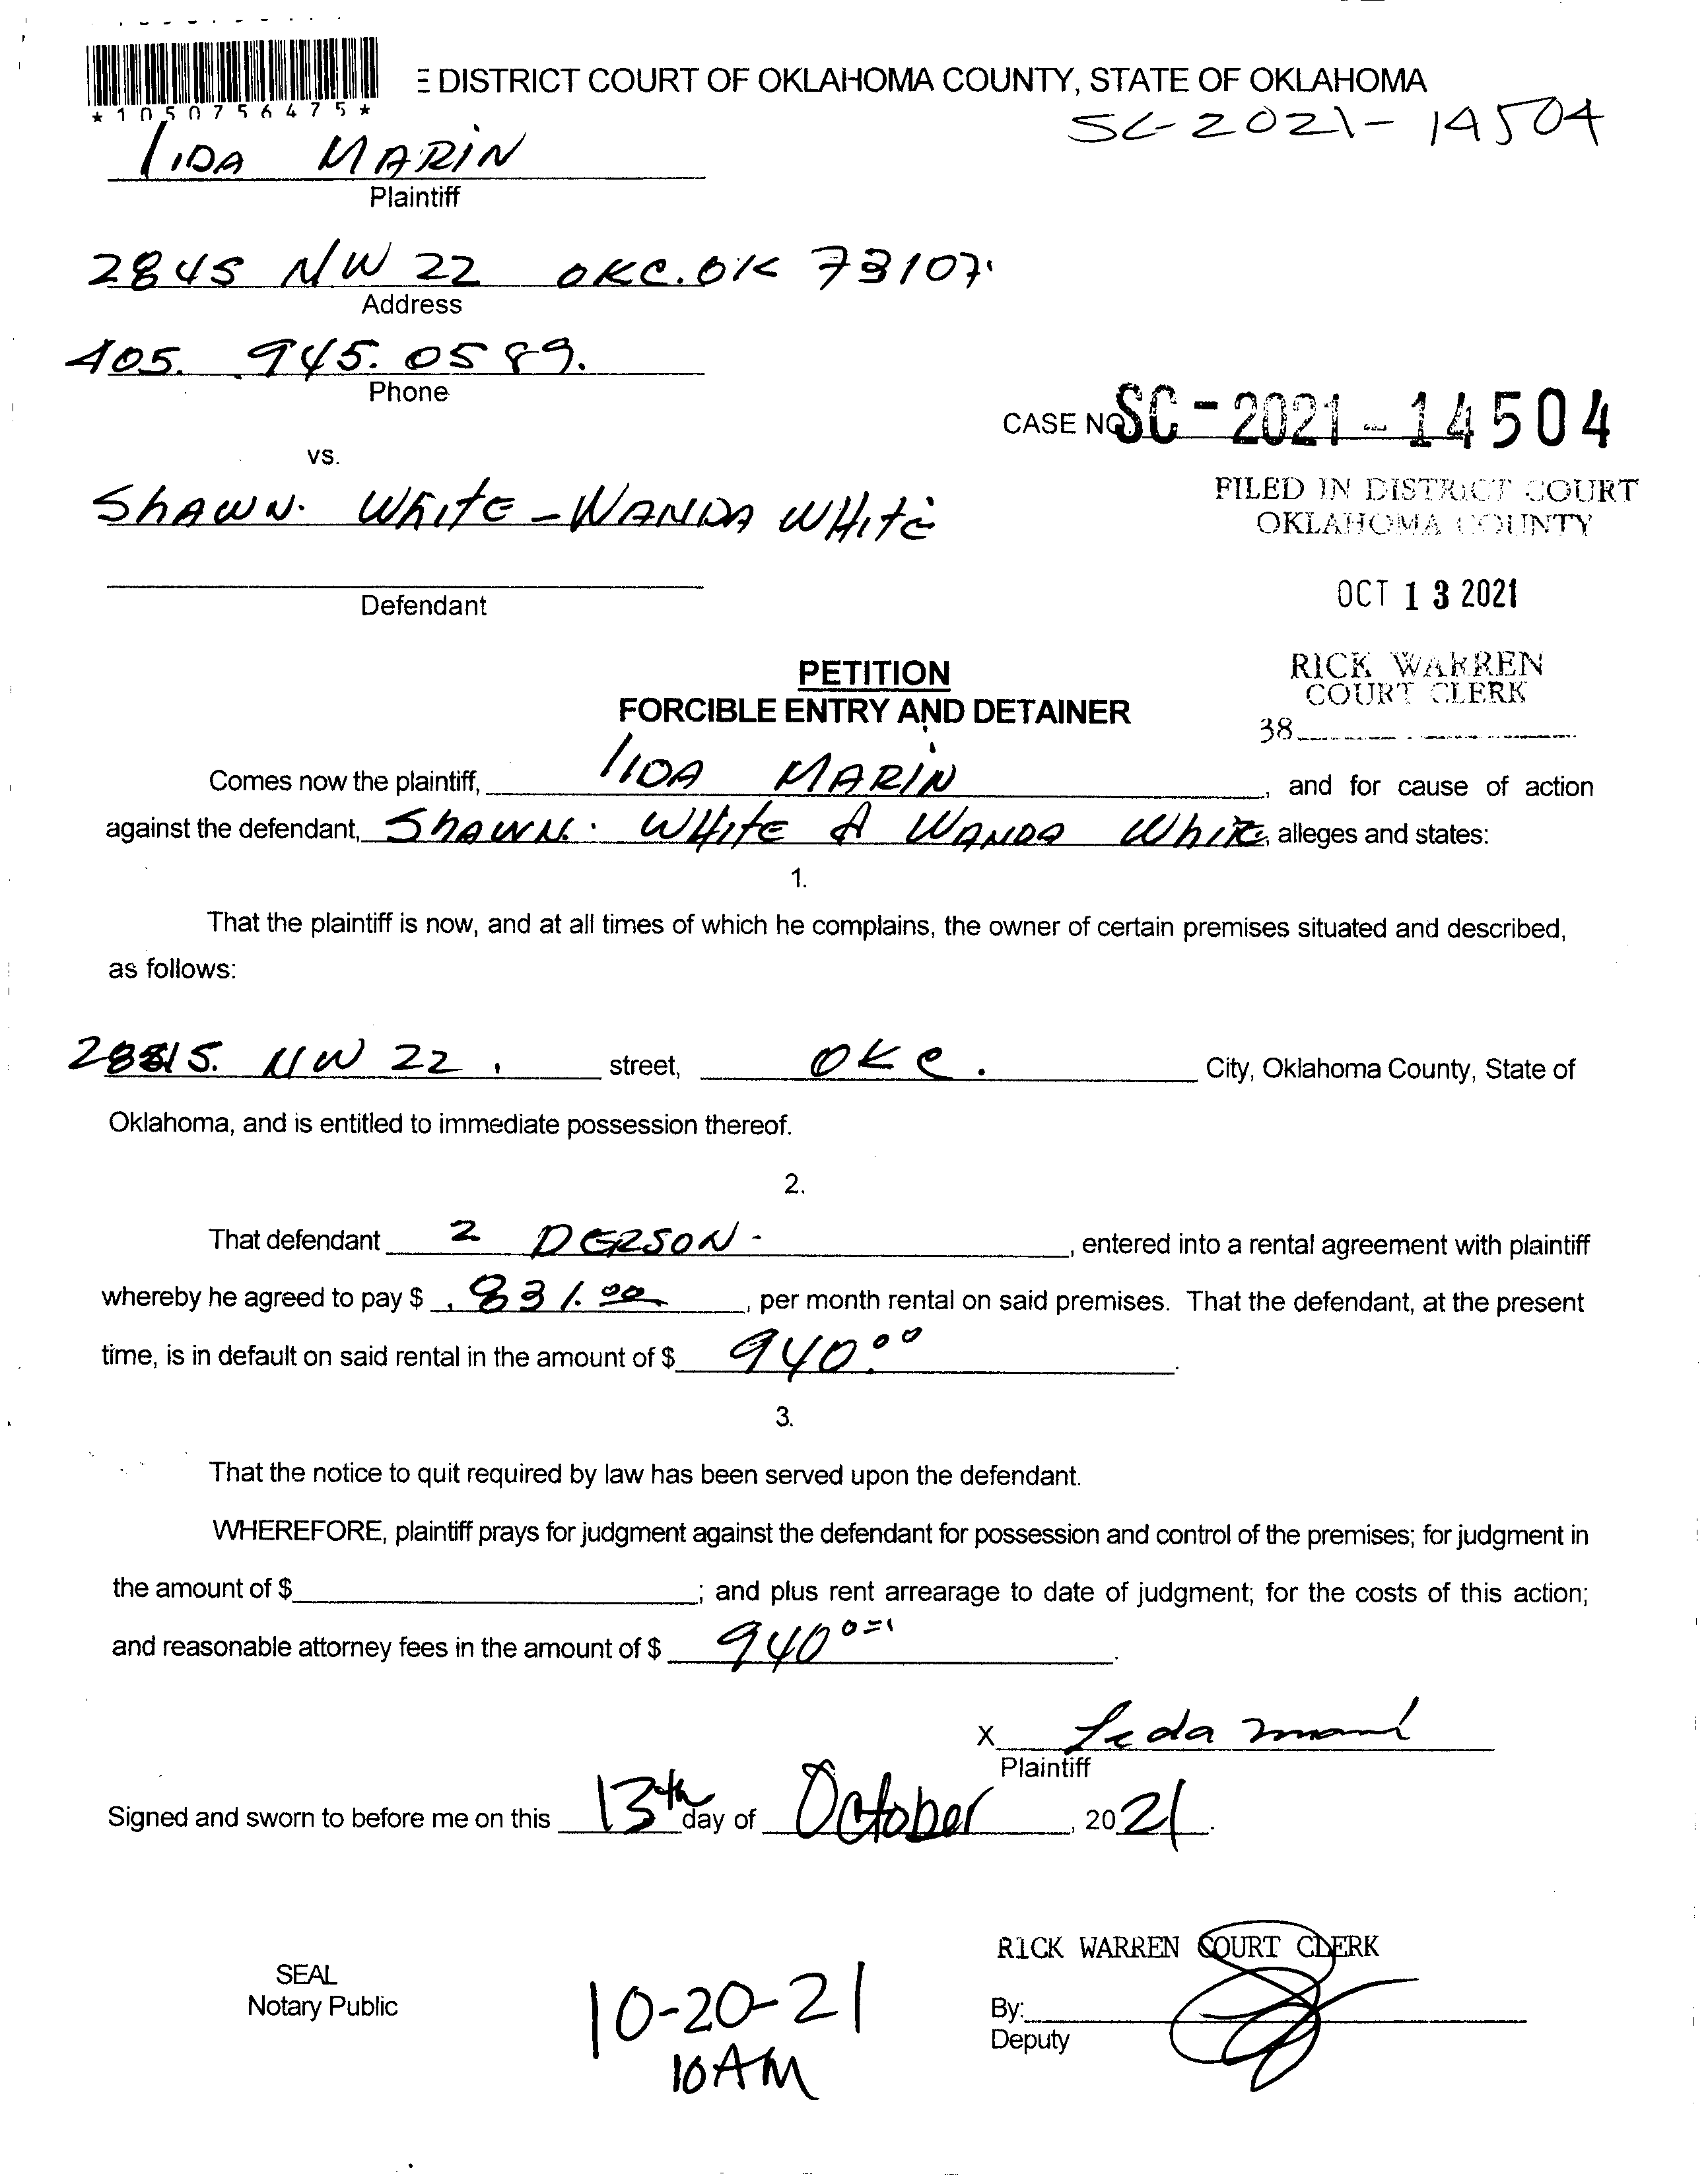 *1050756475*
E DISTRICT COURT OF OKLAHOMA COUNTY, STATE OF OKLAHOMA
SC-2021-14504
lIDA MARIN
Plaintiff
2845 NW 22 OKC. OK 73107.
Address
405. 945. 0589.
Phone
CASE NO. SC-2021-14504
vs.
FILED IN DISTRICT COURT
OKLAHOMA COUNTY
SHAWN. WhitE - WANDA WHitE
OCT 13 2021
Defendant
RICK WARREN
COURT CLERK
38
PETITION
FORCIBLE ENTRY AND DETAINER
Comes now the plaintiff, lIDA MARIN, and for cause of action
against the defendant, ShAWN. WHitE & WANDA WhitE, alleges and states:
1.
That the plaintiff is now, and at all times of which he complains, the owner of certain premises situated and described,
as follows:
NW 22. street, OKC. City, Oklahoma County, State of
Oklahoma, and is entitled to immediate possession thereof.
2.
That defendant 2 PERSON-, entered into a rental agreement with plaintiff
whereby he agreed to pay $ 831.00, per month rental on said premises. That the defendant, at the present
time, is in default on said rental in the amount of $ 940.00.
3.
That the notice to quit required by law has been served upon the defendant.
WHEREFORE, plaintiff prays for judgment against the defendant for possession and control of the premises; for judgment in
the amount of $; and plus rent arrearage to date of judgment; for the costs of this action;
and reasonable attorney fees in the amount of $ 940.00.
X Lida Marin
Plaintiff
Signed and sworn to before me on this 13th day of October, 2021.
RICK WARREN COURT CLERK
SEAL
Notary Public
10-20-21
10AM
By:
Deputy